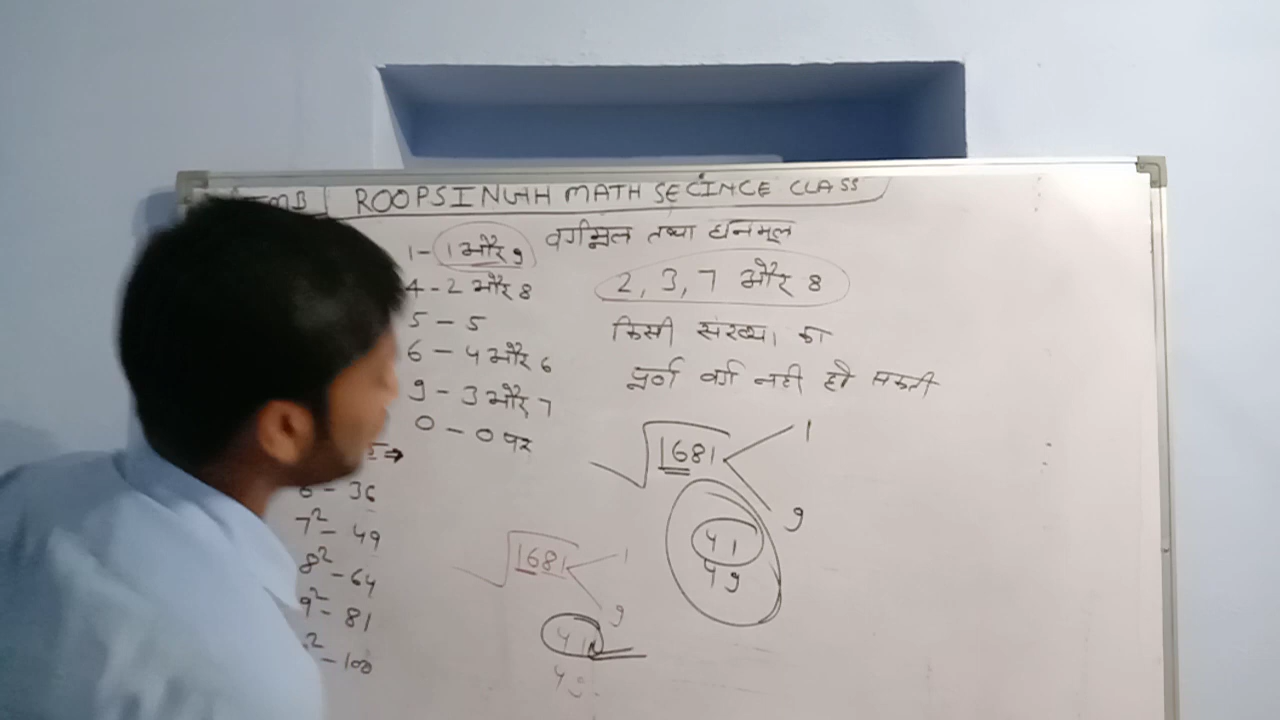 ROOPSINGH MATH SECINCE CLASS
वर्गमूल तथा घनमूल
1 - 1 और 9
4 - 2 और 8
5 - 5
6 - 4 और 6
9 - 3 और 7
0 - 0 पर
2, 3, 7 और 8
किसी संख्या का
पूर्ण वर्ग नही हो सकती
6 - 36
7² - 49
8² - 64
9² - 81
² - 100
√1681 1
9
41
49
√1681 1
9
41
49